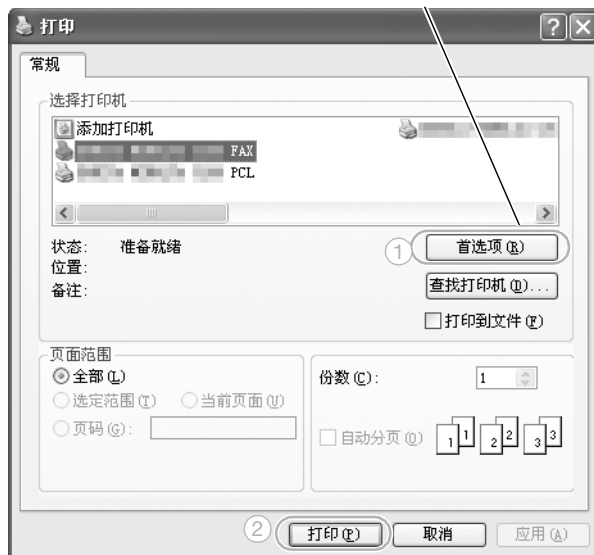 打印
常规
选择打印机
添加打印机
FAX
PCL
状态: 准备就绪
位置:
备注:
① 首选项(R)
查找打印机(D)...
打印到文件(F)
页面范围
全部(L)
选定范围(T) 当前页面(U)
页码(G):
份数(C): 1
自动分页(O) 1 1 2 2 3 3
② 打印(P) 取消 应用(A)